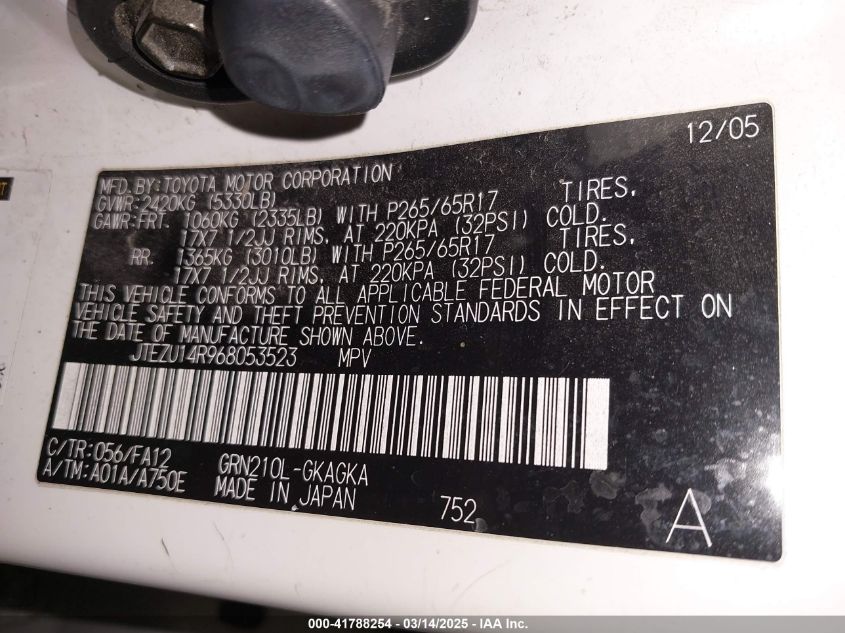 12/05
MFD. BY: TOYOTA MOTOR CORPORATION
GVWR: 2420KG (5330LB)
GAWR: FRT. 1060KG (2335LB) WITH P265/65R17 TIRES,
17X7 1/2JJ RIMS, AT 220KPA (32PSI) COLD.
RR. 1365KG (3010LB) WITH P265/65R17 TIRES,
17X7 1/2JJ RIMS, AT 220KPA (32PSI) COLD.
THIS VEHICLE CONFORMS TO ALL APPLICABLE FEDERAL MOTOR
VEHICLE SAFETY AND THEFT PREVENTION STANDARDS IN EFFECT ON
THE DATE OF MANUFACTURE SHOWN ABOVE.
JTEZU14R968053523 MPV
C/TR: 056/FA12 GRN210L-GKAGKA
A/TM: A01A/A750E MADE IN JAPAN 752 A
000-41788254 - 03/14/2025 - IAA Inc.